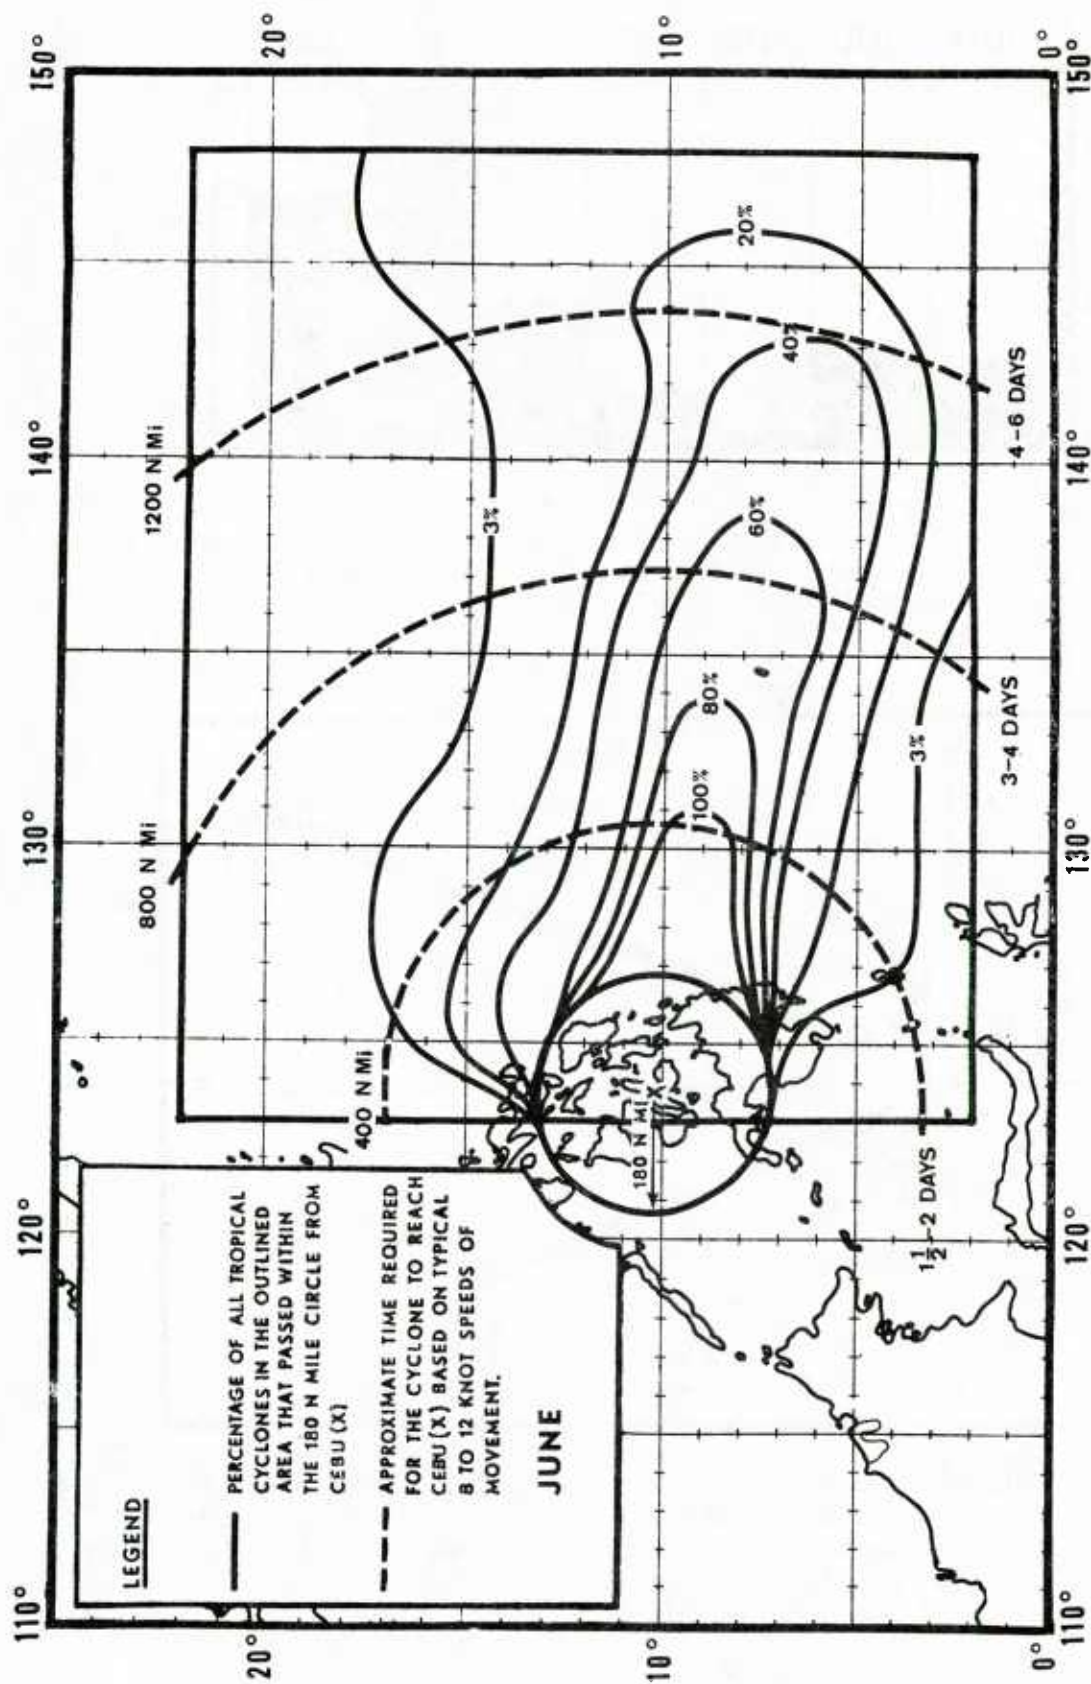 110°
120°
130°
140°
150°
LEGEND
PERCENTAGE OF ALL TROPICAL
CYCLONES IN THE OUTLINED
AREA THAT PASSED WITHIN
THE 180 N MILE CIRCLE FROM
CEBU (X)
APPROXIMATE TIME REQUIRED
FOR THE CYCLONE TO REACH
CEBU (X) BASED ON TYPICAL
8 TO 12 KNOT SPEEDS OF
MOVEMENT.
JUNE
400 N Mi
800 N Mi
1200 N Mi
20°
20°
3%
180 N Mi
X
100%
80%
60%
40%
20%
10°
10°
3%
1½-2 DAYS
3-4 DAYS
4-6 DAYS
0°
0°
110°
120°
130°
140°
150°